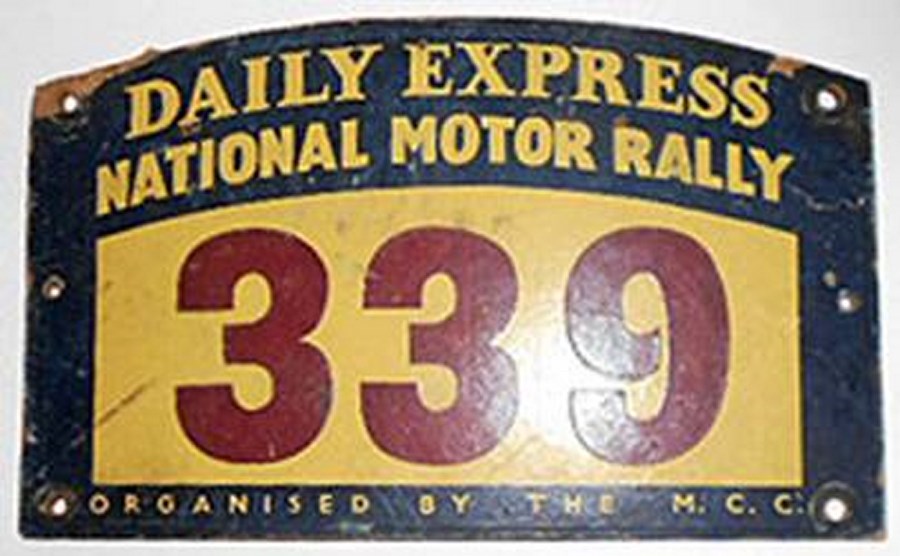 DAILY EXPRESS
NATIONAL MOTOR RALLY
339
ORGANISED BY THE M.C.C.